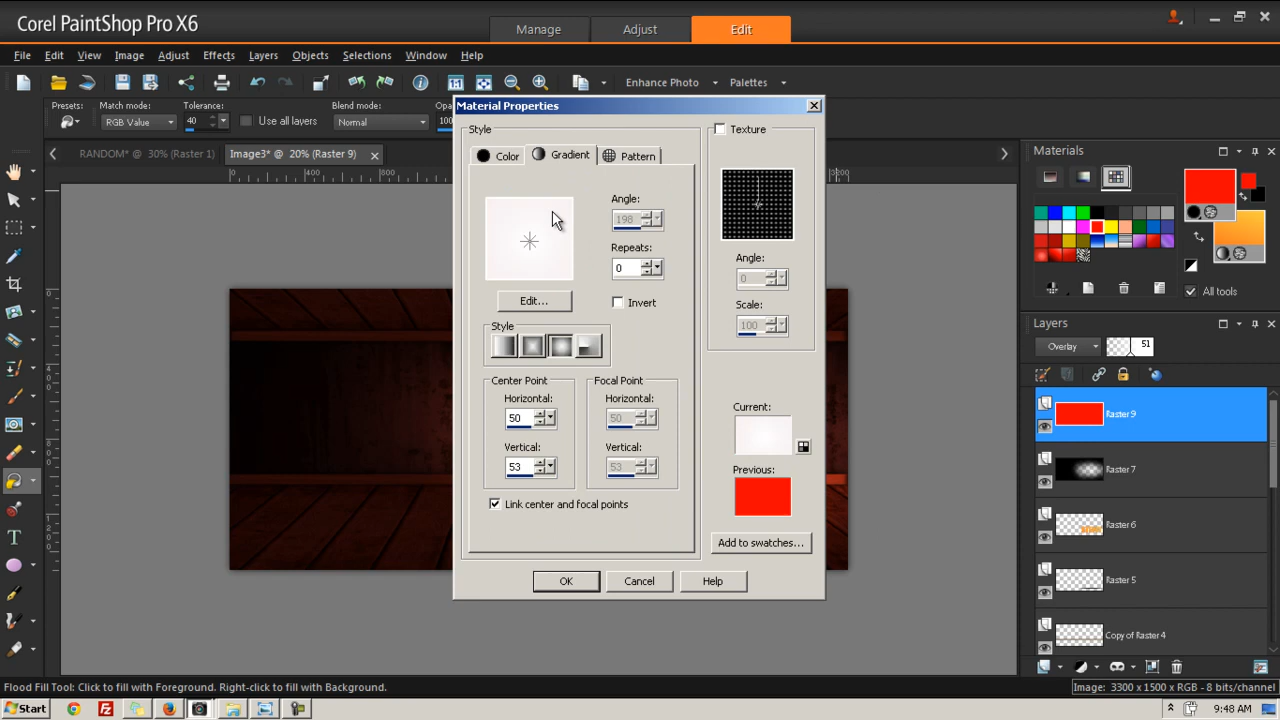 Corel PaintShop Pro X6
Manage
Adjust
Edit
File Edit View Image Adjust Effects Layers Objects Selections Window Help
Enhance Photo
Palettes
Presets:
Match mode:
Tolerance:
Blend mode:
Opa
RGB Value
40
Use all layers
Normal
100
RANDOM* @ 30% (Raster 1)
Image3* @ 20% (Raster 9)
Material Properties
Style
Color
Gradient
Pattern
Angle:
198
Repeats:
0
Edit...
Invert
Style
Center Point
Horizontal:
50
Vertical:
53
Focal Point
Horizontal:
50
Vertical:
53
Link center and focal points
Texture
Angle:
0
Scale:
100
Current:
Previous:
Add to swatches...
OK
Cancel
Help
Materials
All tools
Layers
Overlay
51
Raster 9
Raster 7
Raster 6
Raster 5
Copy of Raster 4
Flood Fill Tool: Click to fill with Foreground. Right-click to fill with Background.
Image: 3300 x 1500 x RGB - 8 bits/channel
Start
9:48 AM